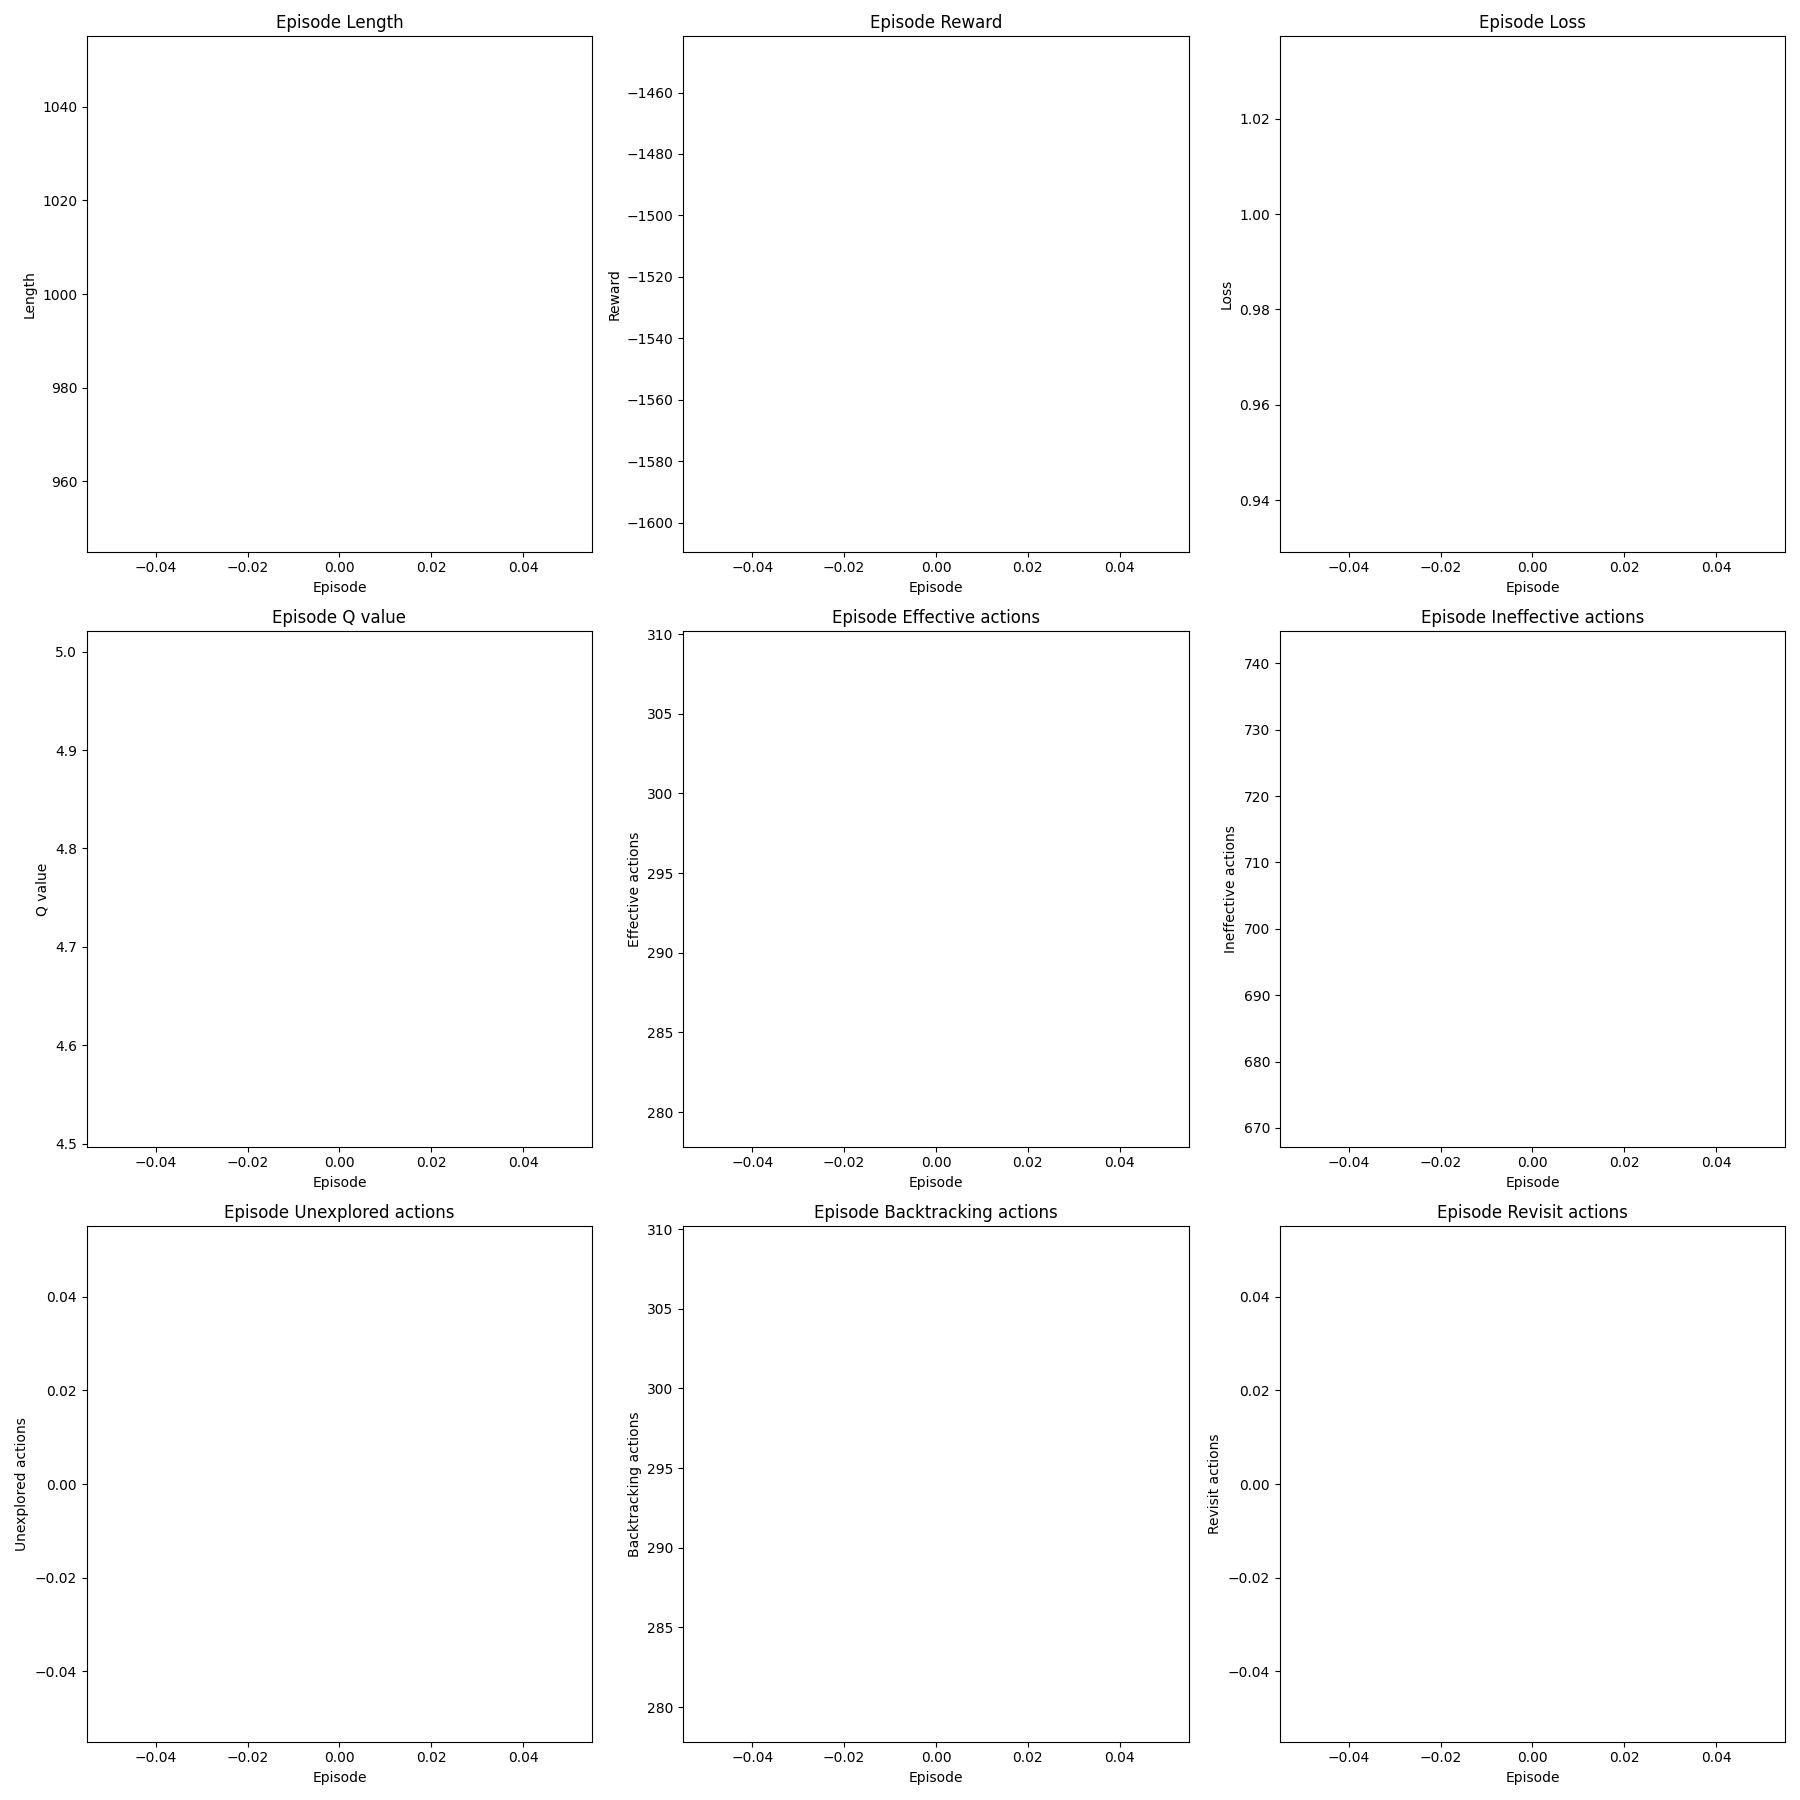 Episode Length
Episode Reward
Episode Loss
1040
1020
1000
980
960
Length
−0.04 −0.02 0.00 0.02 0.04
Episode
−1460
−1480
−1500
−1520
−1540
−1560
−1580
−1600
Reward
−0.04 −0.02 0.00 0.02 0.04
Episode
1.02
1.00
0.98
0.96
0.94
Loss
−0.04 −0.02 0.00 0.02 0.04
Episode
Episode Q value
Episode Effective actions
Episode Ineffective actions
5.0
4.9
4.8
4.7
4.6
4.5
Q value
−0.04 −0.02 0.00 0.02 0.04
Episode
310
305
300
295
290
285
280
Effective actions
−0.04 −0.02 0.00 0.02 0.04
Episode
740
730
720
710
700
690
680
670
Ineffective actions
−0.04 −0.02 0.00 0.02 0.04
Episode
Episode Unexplored actions
Episode Backtracking actions
Episode Revisit actions
0.04
0.02
0.00
−0.02
−0.04
Unexplored actions
−0.04 −0.02 0.00 0.02 0.04
Episode
310
305
300
295
290
285
280
Backtracking actions
−0.04 −0.02 0.00 0.02 0.04
Episode
0.04
0.02
0.00
−0.02
−0.04
Revisit actions
−0.04 −0.02 0.00 0.02 0.04
Episode